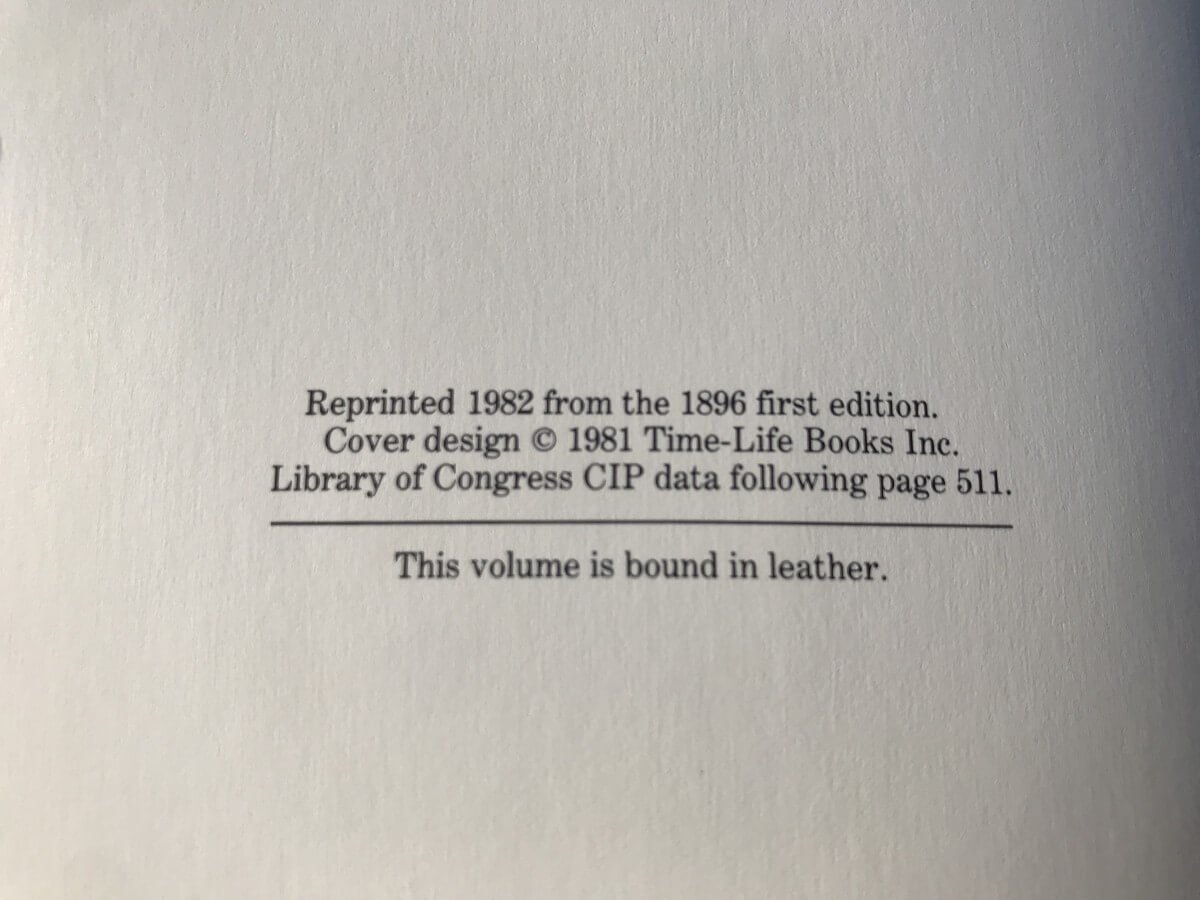 Reprinted 1982 from the 1896 first edition.
Cover design © 1981 Time-Life Books Inc.
Library of Congress CIP data following page 511.
This volume is bound in leather.